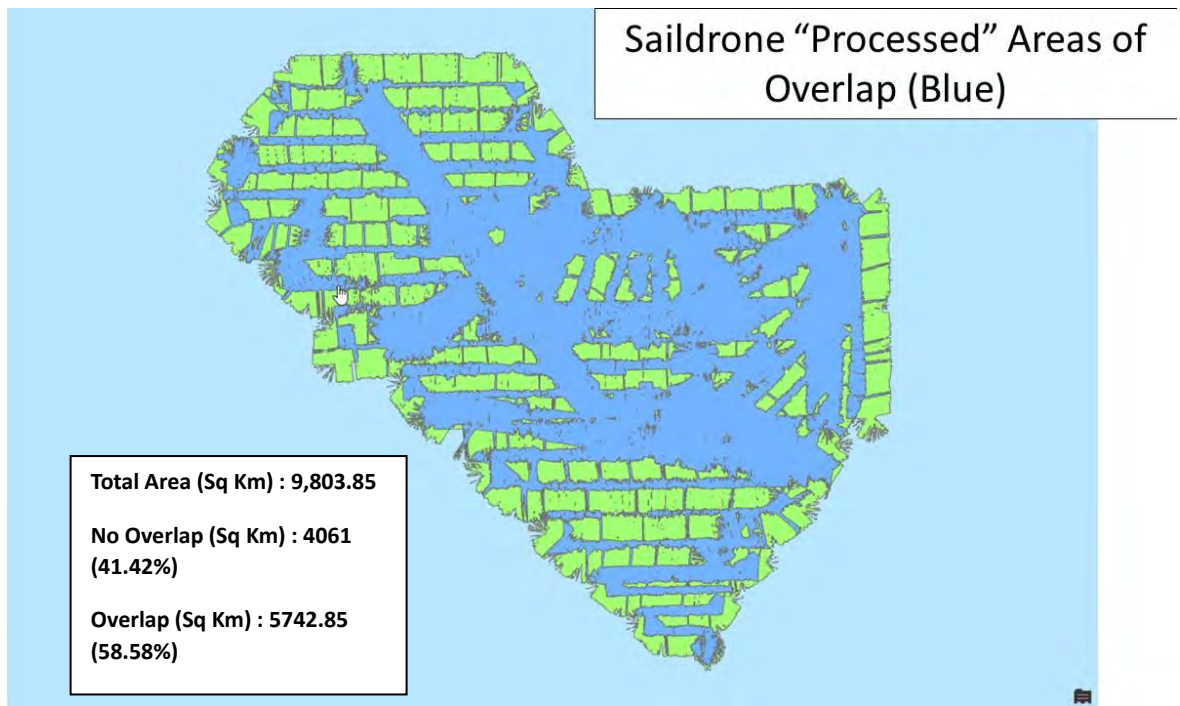 Saildrone “Processed” Areas of
Overlap (Blue)
Total Area (Sq Km) : 9,803.85
No Overlap (Sq Km) : 4061
(41.42%)
Overlap (Sq Km) : 5742.85
(58.58%)